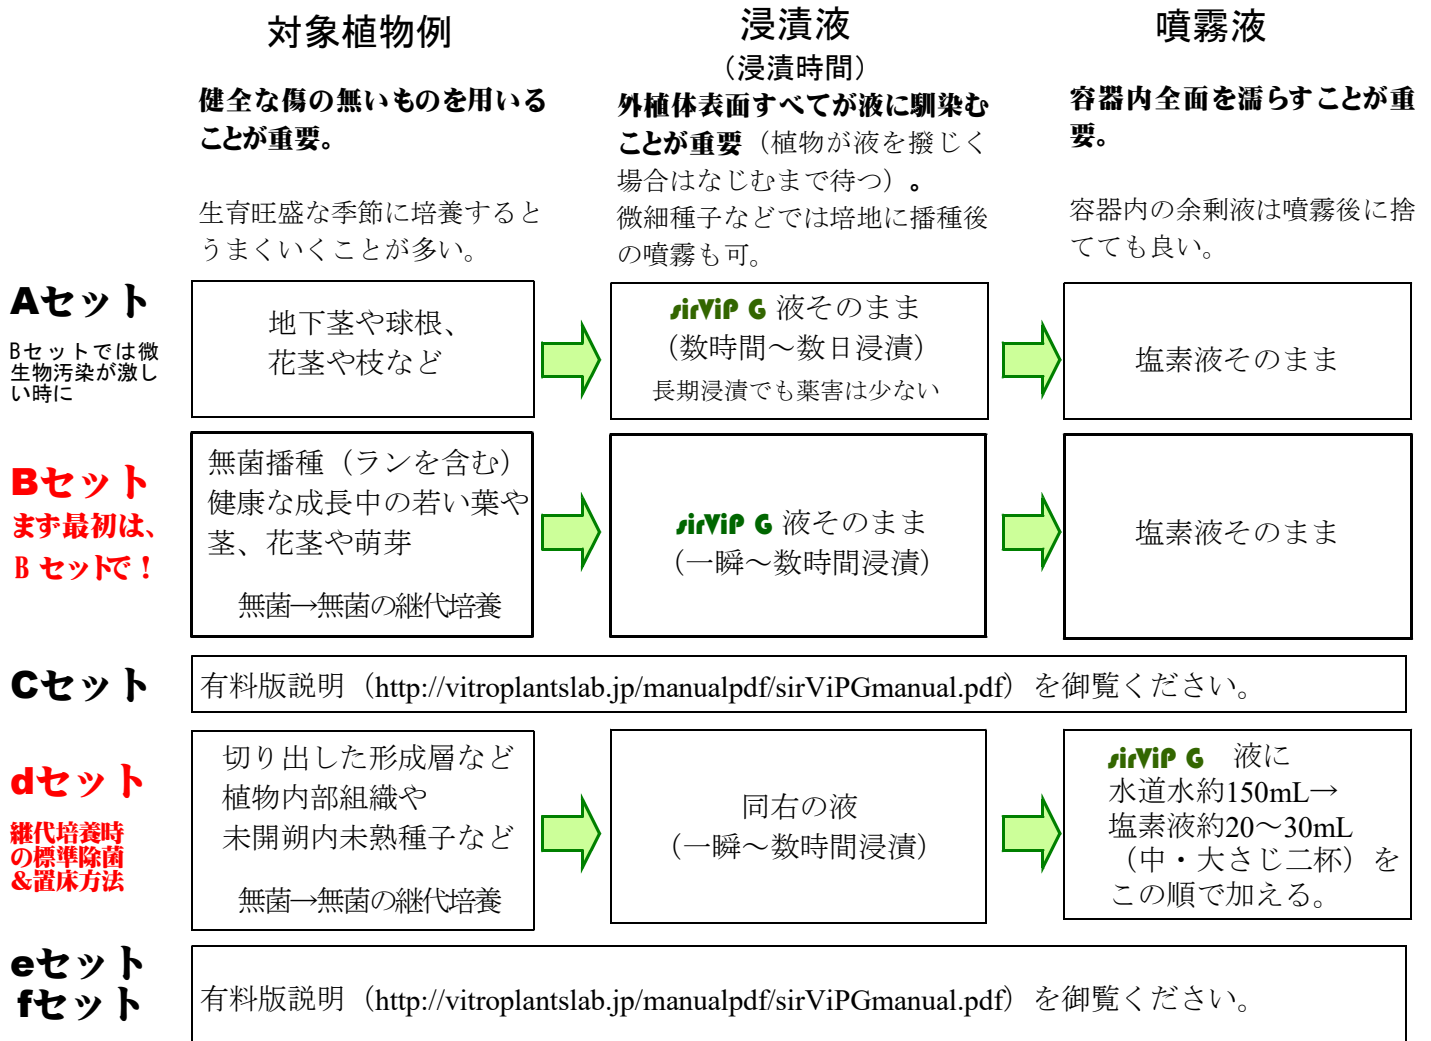 対象植物例
浸漬液
（浸漬時間）
噴霧液
健全な傷の無いものを用いる
ことが重要。
生育旺盛な季節に培養すると
うまくいくことが多い。
外植体表面すべてが液に馴染む
ことが重要（植物が液を撥じく
場合はなじむまで待つ）。
微細種子などでは培地に播種後
の噴霧も可。
容器内全面を濡らすことが重
要。
容器内の余剰液は噴霧後に捨
てても良い。
Aセット
Bセットでは微
生物汚染が激し
い時に
地下茎や球根、
花茎や枝など
sirViP G 液そのまま
（数時間～数日浸漬）
長期浸漬でも薬害は少ない
塩素液そのまま
Bセット
まず最初は、
B セットで！
無菌播種（ランを含む）
健康な成長中の若い葉や
茎、花茎や萌芽
無菌→無菌の継代培養
sirViP G 液そのまま
（一瞬～数時間浸漬）
塩素液そのまま
Cセット
有料版説明（http://vitroplantslab.jp/manualpdf/sirViPGmanual.pdf）を御覧ください。
dセット
継代培養時
の標準除菌
＆置床方法
切り出した形成層など
植物内部組織や
未開朔内未熟種子など
無菌→無菌の継代培養
同右の液
（一瞬～数時間浸漬）
sirViP G 液に
水道水約150mL→
塩素液約20～30mL
（中・大さじ二杯）を
この順で加える。
eセット
fセット
有料版説明（http://vitroplantslab.jp/manualpdf/sirViPGmanual.pdf）を御覧ください。